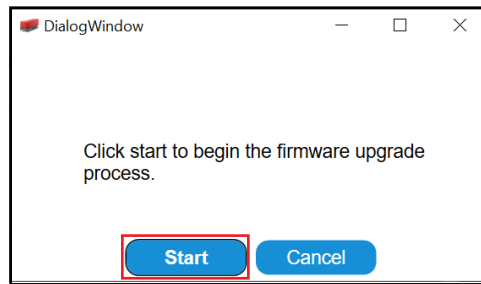 DialogWindow
Click start to begin the firmware upgrade
process.
Start Cancel